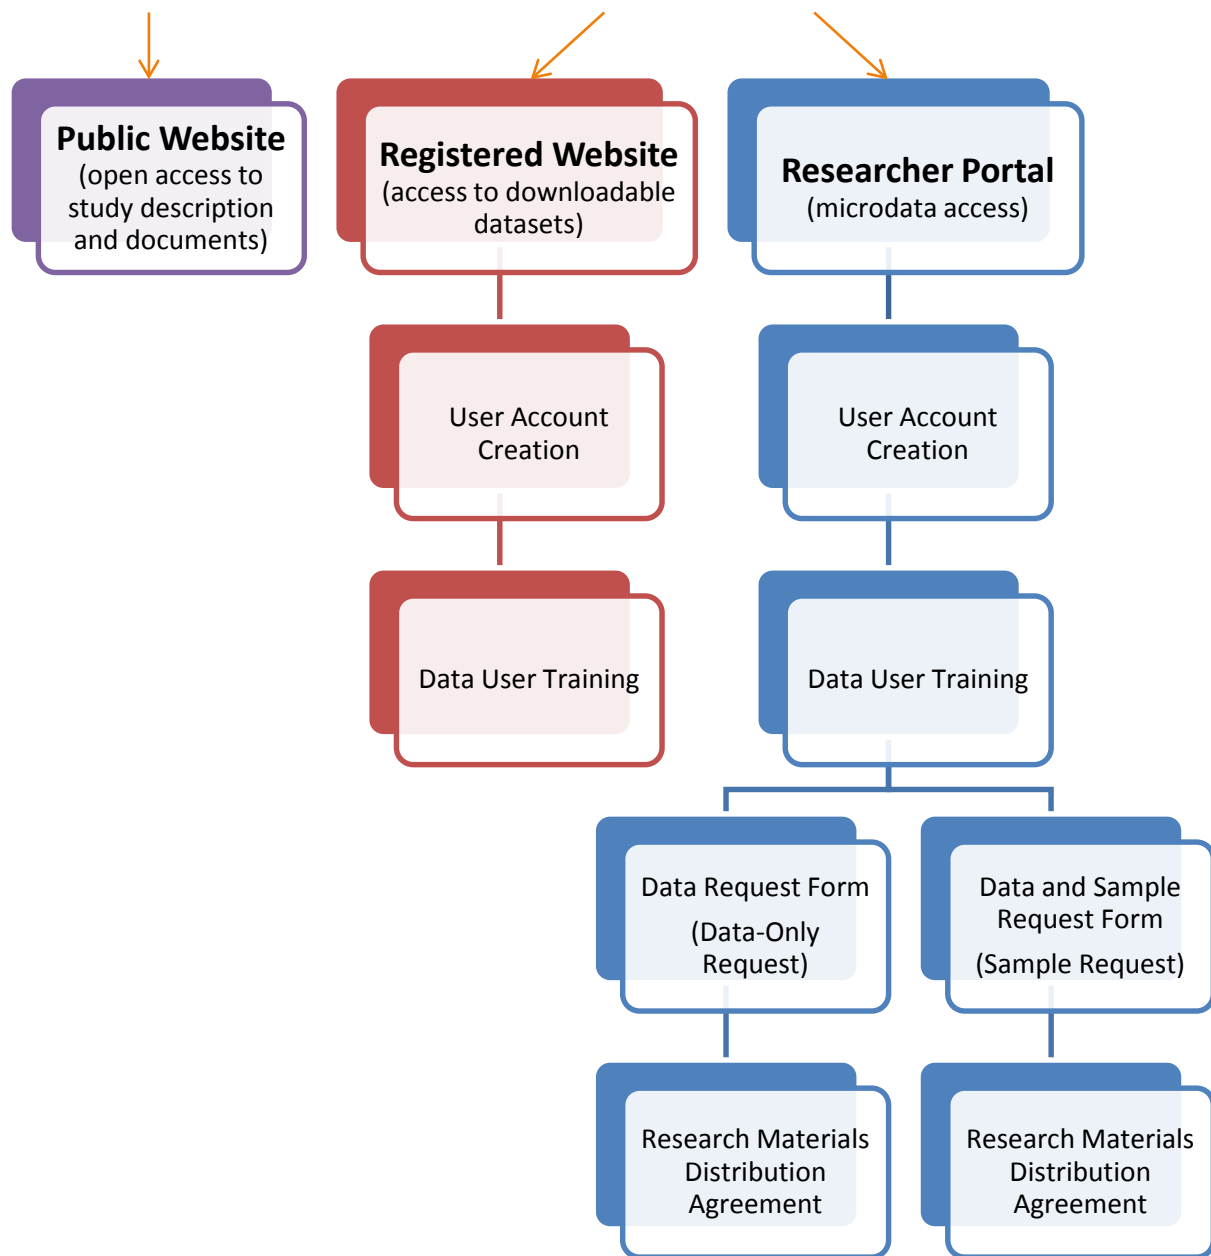 Public Website
(open access to
study description
and documents)
Registered Website
(access to downloadable
datasets)
Researcher Portal
(microdata access)
User Account
Creation
User Account
Creation
Data User Training
Data User Training
Data Request Form
(Data-Only
Request)
Data and Sample
Request Form
(Sample Request)
Research Materials
Distribution
Agreement
Research Materials
Distribution
Agreement